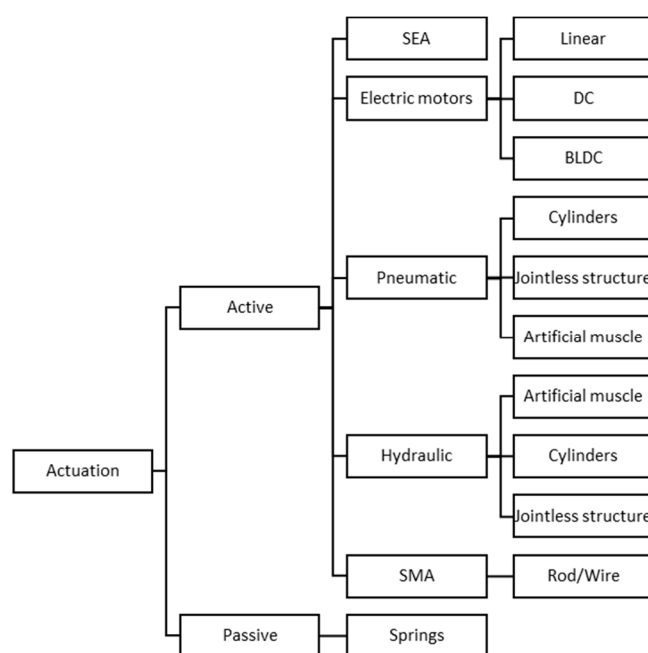 SEA
Linear
Electric motors
DC
BLDC
Cylinders
Pneumatic
Jointless structure
Active
Artificial muscle
Artificial muscle
Actuation
Hydraulic
Cylinders
Jointless structure
SMA
Rod/Wire
Passive
Springs